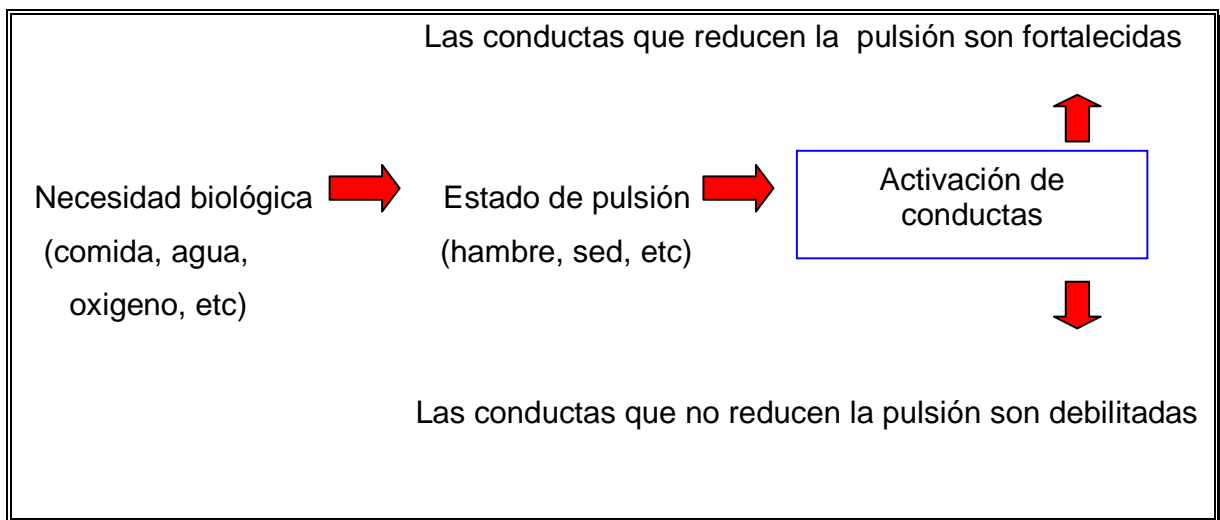 Las conductas que reducen la pulsión son fortalecidas
Necesidad biológica
(comida, agua,
oxigeno, etc)
Estado de pulsión
(hambre, sed, etc)
Activación de
conductas
Las conductas que no reducen la pulsión son debilitadas